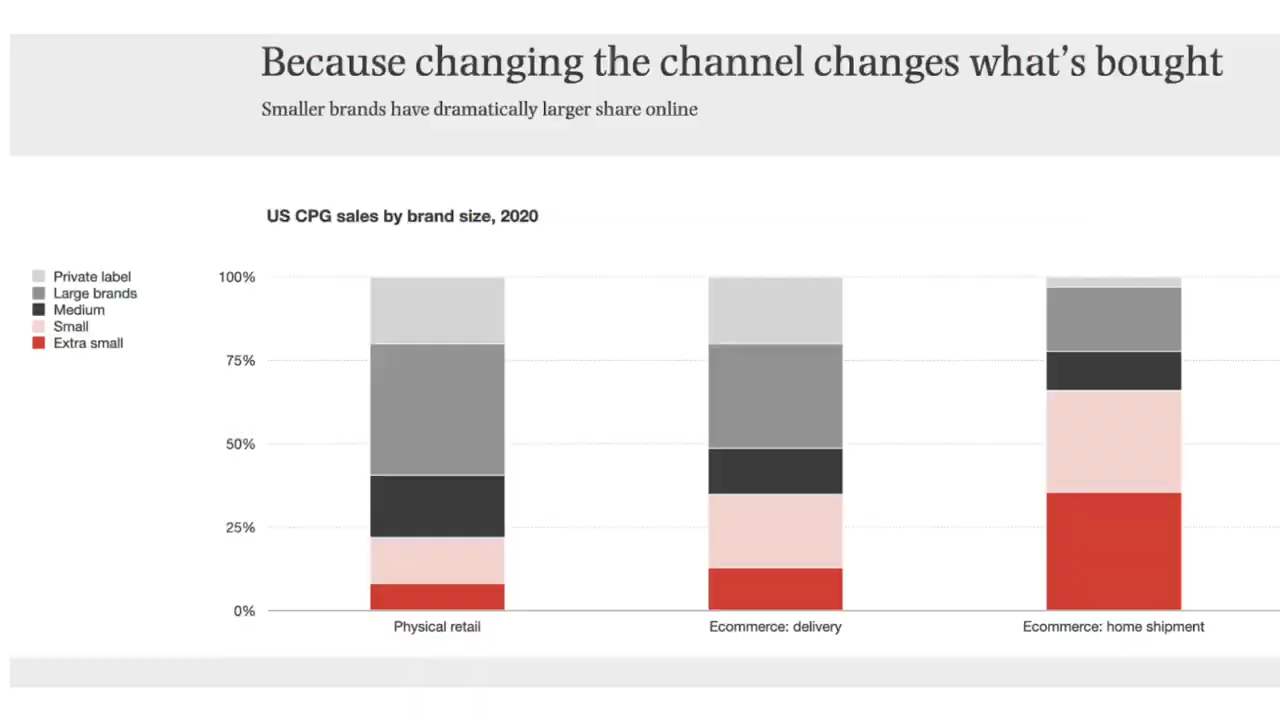 Because changing the channel changes what’s bought
Smaller brands have dramatically larger share online
US CPG sales by brand size, 2020
Private label
Large brands
Medium
Small
Extra small
100%
75%
50%
25%
0%
Physical retail
Ecommerce: delivery
Ecommerce: home shipment